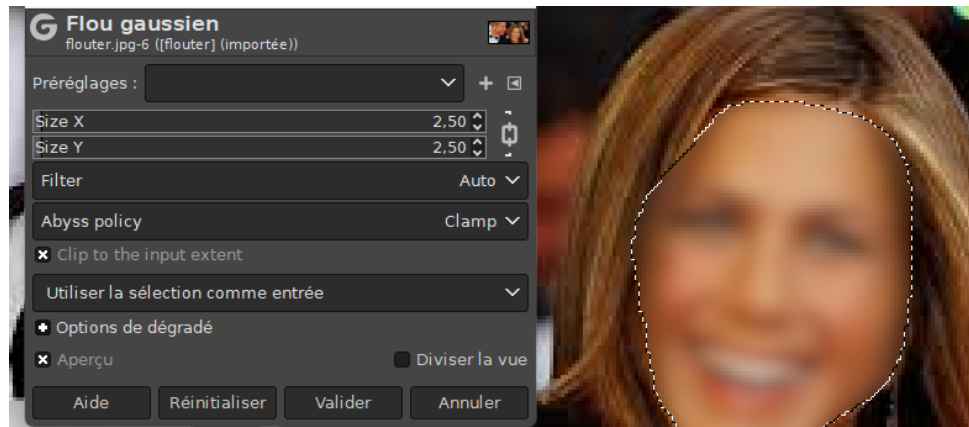 Flou gaussien
flouter.jpg-6 ([flouter] (importée))
Préréglages :
Size X 2,50
Size Y 2,50
Filter Auto
Abyss policy Clamp
Clip to the input extent
Utiliser la sélection comme entrée
Options de dégradé
Aperçu Diviser la vue
Aide Réinitialiser Valider Annuler